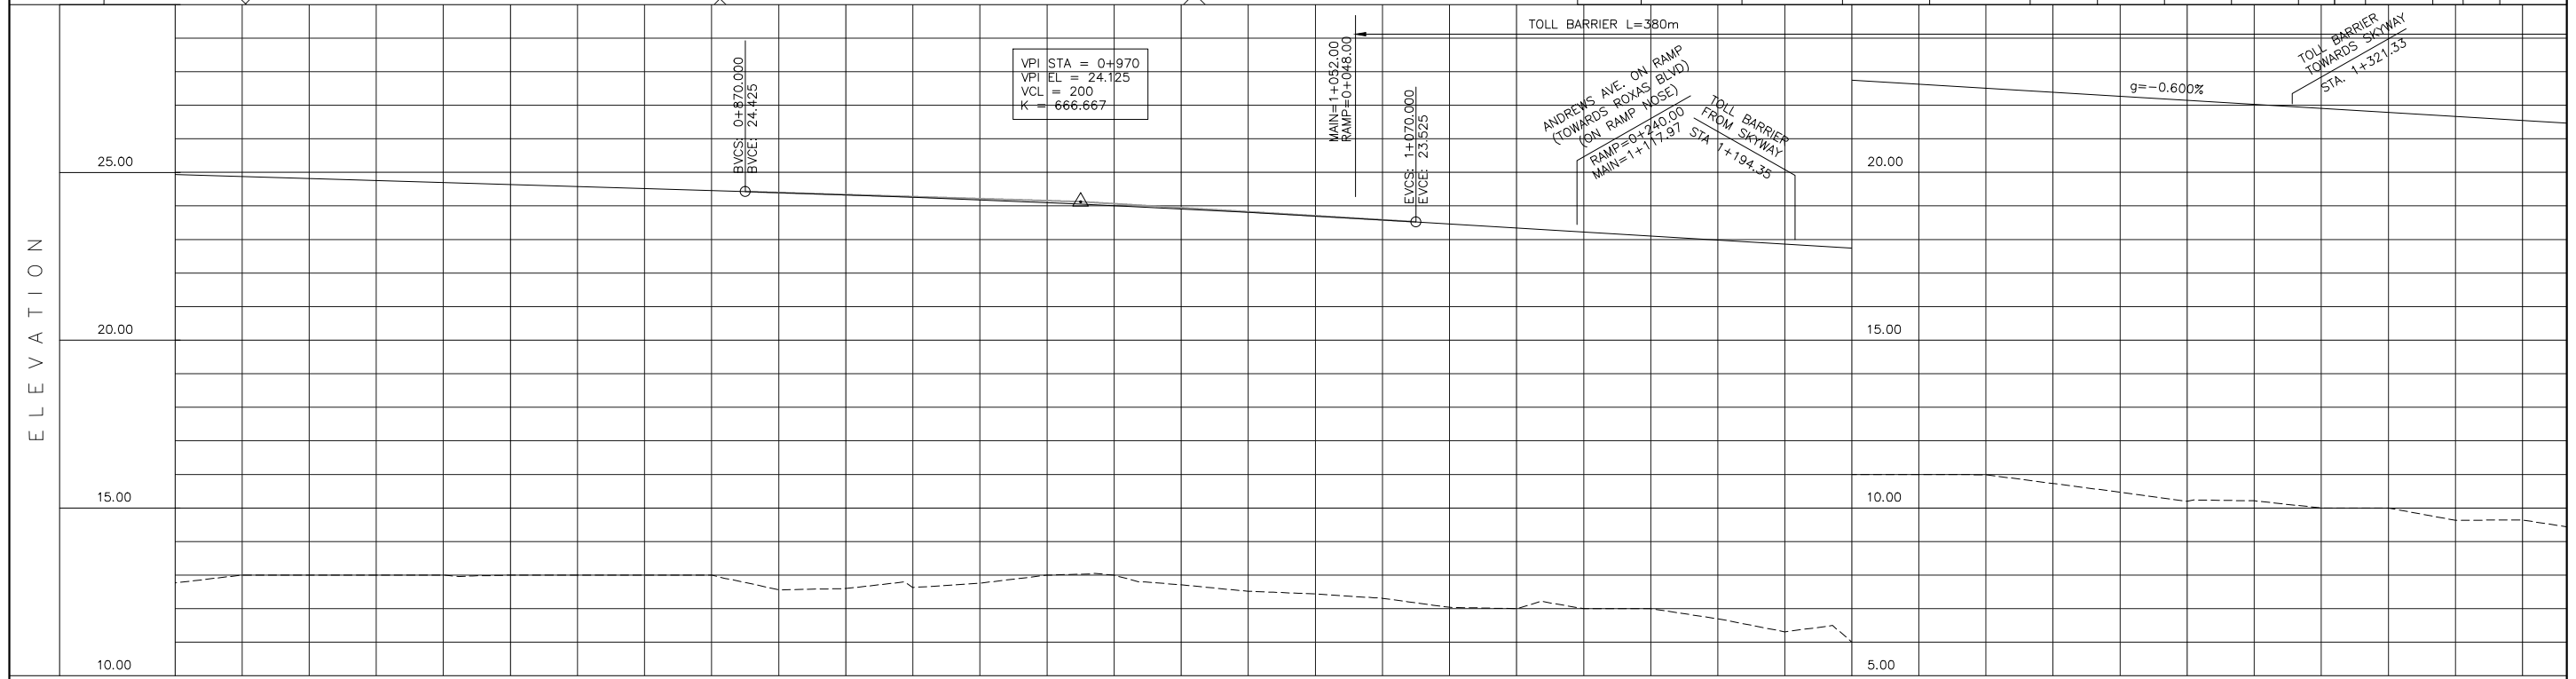 TOLL BARRIER L=380m
BVCS: 0+870.000
BVCE: 24.425
VPI STA = 0+970
VPI EL = 24.125
VCL = 200
K = 666.667
MAIN=1+052.00
RAMP=0+048.00
EVCS: 1+070.000
EVCE: 23.525
ANDREWS AVE. ON RAMP
(TOWARDS ROXAS BLVD)
(ON RAMP NOSE)
RAMP=0+240.00
MAIN=1+117.97
TOLL BARRIER
FROM SKYWAY
STA 1+194.35
g=-0.600%
TOLL BARRIER
TOWARDS SKYWAY
STA. 1+321.33
ELEVATION
25.00
20.00
15.00
10.00
20.00
15.00
10.00
5.00